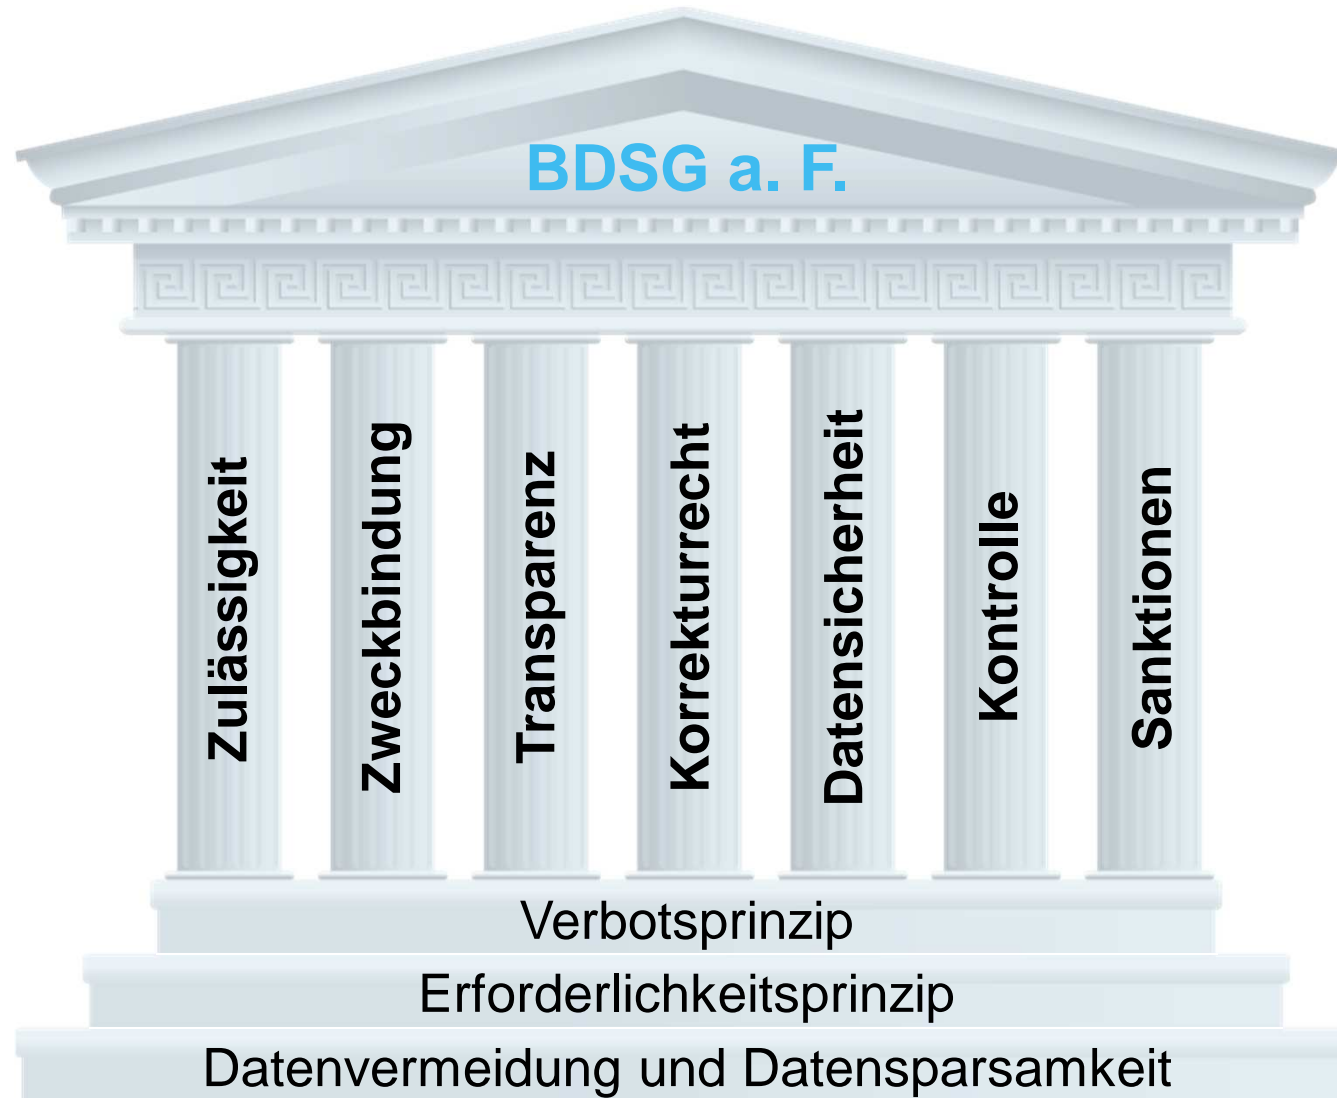 BDSG a. F.
Zulässigkeit
Zweckbindung
Transparenz
Korrekturrecht
Datensicherheit
Kontrolle
Sanktionen
Verbotsprinzip
Erforderlichkeitsprinzip
Datenvermeidung und Datensparsamkeit